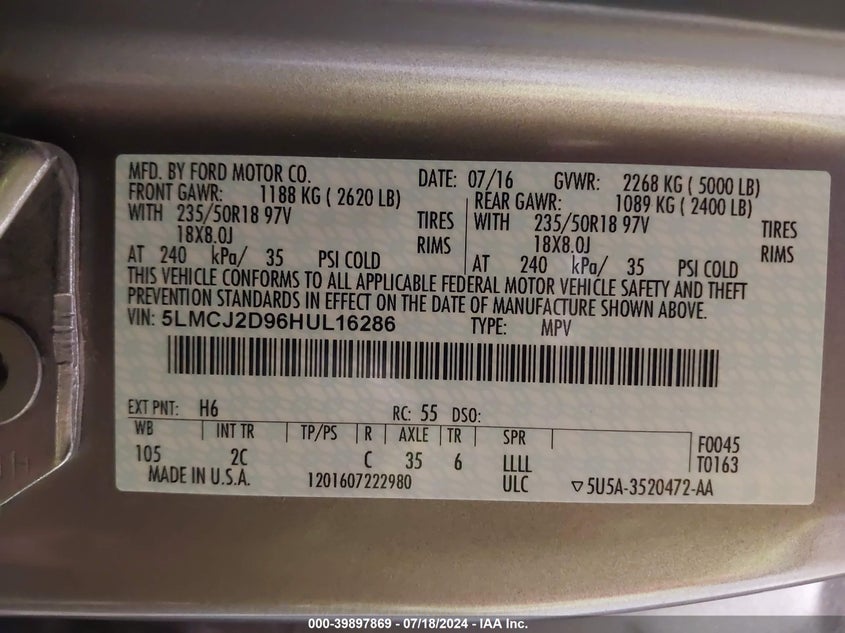 MFD. BY FORD MOTOR CO. DATE: 07/16 GVWR: 2268 KG ( 5000 LB)
FRONT GAWR: 1188 KG ( 2620 LB) REAR GAWR: 1089 KG ( 2400 LB)
WITH 235/50R18 97V TIRES WITH 235/50R18 97V TIRES
18X8.0J RIMS 18X8.0J RIMS
AT 240 kPa/ 35 PSI COLD AT 240 kPa/ 35 PSI COLD
THIS VEHICLE CONFORMS TO ALL APPLICABLE FEDERAL MOTOR VEHICLE SAFETY AND THEFT
PREVENTION STANDARDS IN EFFECT ON THE DATE OF MANUFACTURE SHOWN ABOVE.
VIN: 5LMCJ2D96HUL16286 TYPE: MPV
EXT PNT: H6 RC: 55 DSO:
WB INT TR TP/PS R AXLE TR SPR F0045
105 2C C 35 6 LLLL T0163
MADE IN U.S.A. 1201607222980 ULC ▽5U5A-3520472-AA
000-39897869 / 07/18/2024 - IAA Inc.